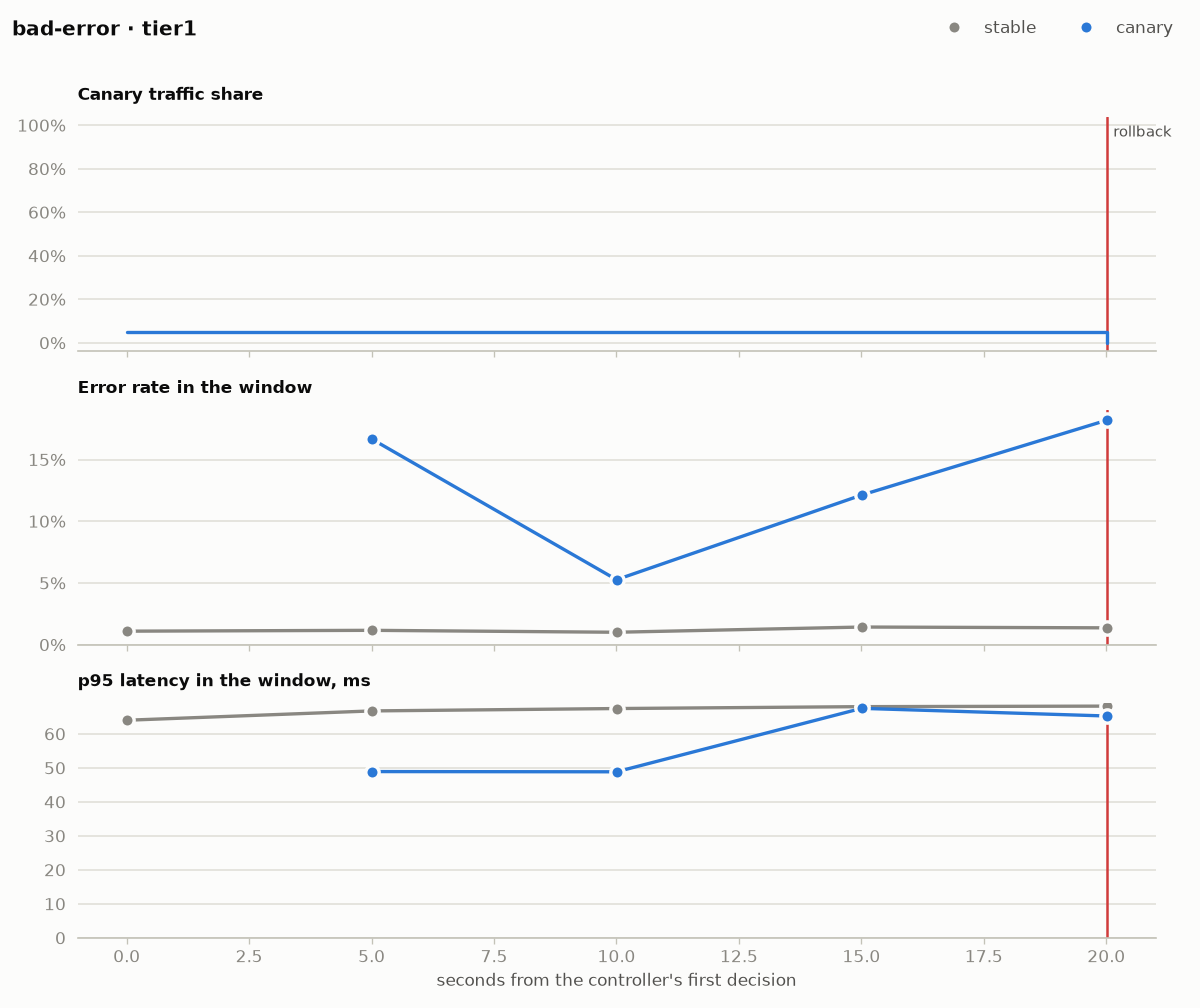 bad-error · tier1
stable
canary
Canary traffic share
100%
rollback
80%
60%
40%
20%
0%
Error rate in the window
15%
10%
5%
0%
p95 latency in the window, ms
60
50
40
30
20
10
0
0.0 2.5 5.0 7.5 10.0 12.5 15.0 17.5 20.0
seconds from the controller's first decision